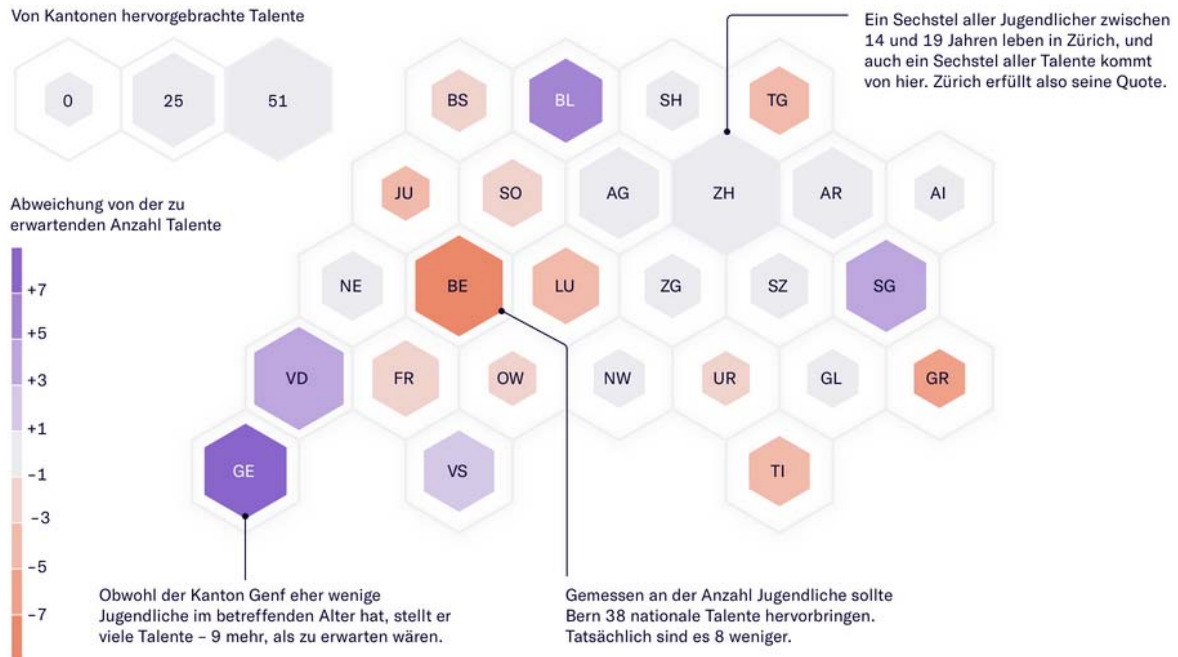 Von Kantonen hervorgebrachte Talente
0
25
51
Ein Sechstel aller Jugendlicher zwischen
14 und 19 Jahren leben in Zürich, und
auch ein Sechstel aller Talente kommt
von hier. Zürich erfüllt also seine Quote.
BS
BL
SH
TG
JU
SO
AG
ZH
AR
AI
Abweichung von der zu
erwartenden Anzahl Talente
+7
+5
+3
+1
−1
−3
−5
−7
NE
BE
LU
ZG
SZ
SG
VD
FR
OW
NW
UR
GL
GR
GE
VS
TI
Obwohl der Kanton Genf eher wenige
Jugendliche im betreffenden Alter hat, stellt er
viele Talente – 9 mehr, als zu erwarten wären.
Gemessen an der Anzahl Jugendliche sollte
Bern 38 nationale Talente hervorbringen.
Tatsächlich sind es 8 weniger.